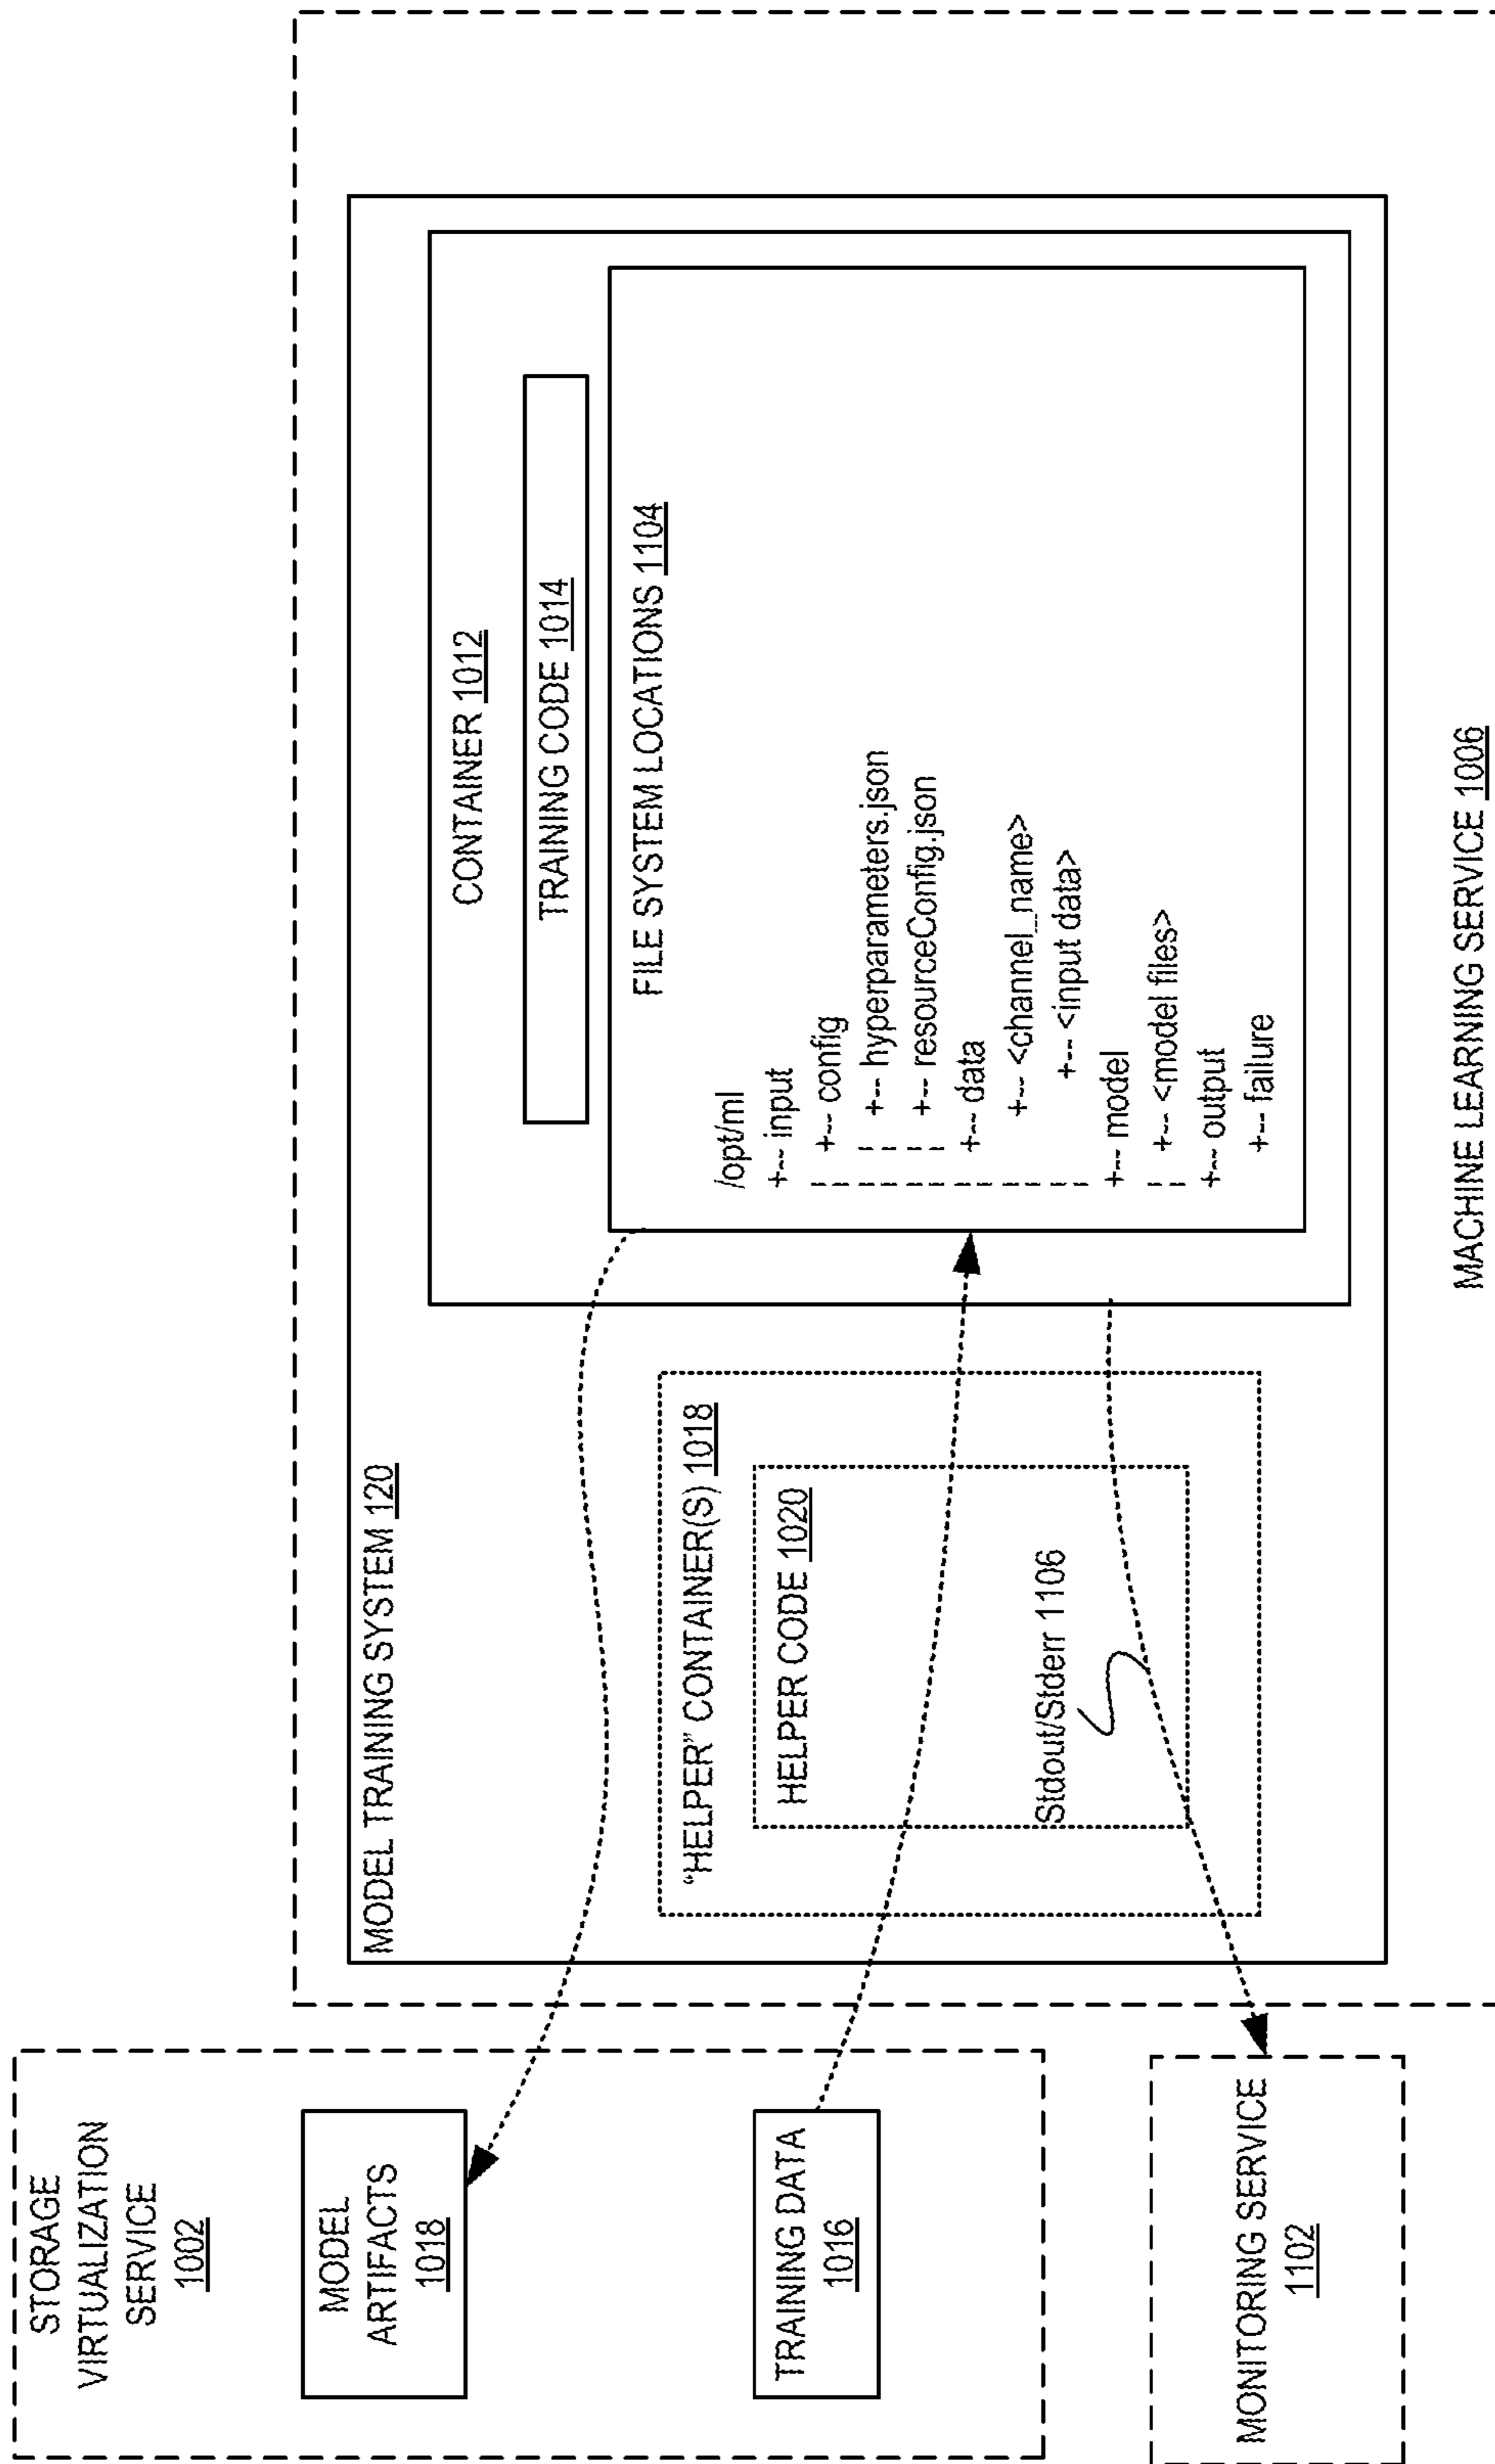 STORAGE
VIRTUALIZATION
SERVICE
1002
MODEL
ARTIFACTS
1018
TRAINING DATA
1016
MONITORING SERVICE
1102
MODEL TRAINING SYSTEM 120
“HELPER” CONTAINER(S) 1018
HELPER CODE 1020
Stdout/Stderr 1106
CONTAINER 1012
TRAINING CODE 1014
FILE SYSTEM LOCATIONS 1104
/opt/ml
+-- input
| +-- config
| | +-- hyperparameters.json
| | +-- resourceConfig.json
| +-- data
| +-- <channel_name>
| +-- <input data>
+-- model
| +-- <model files>
+-- output
+-- failure
MACHINE LEARNING SERVICE 1006